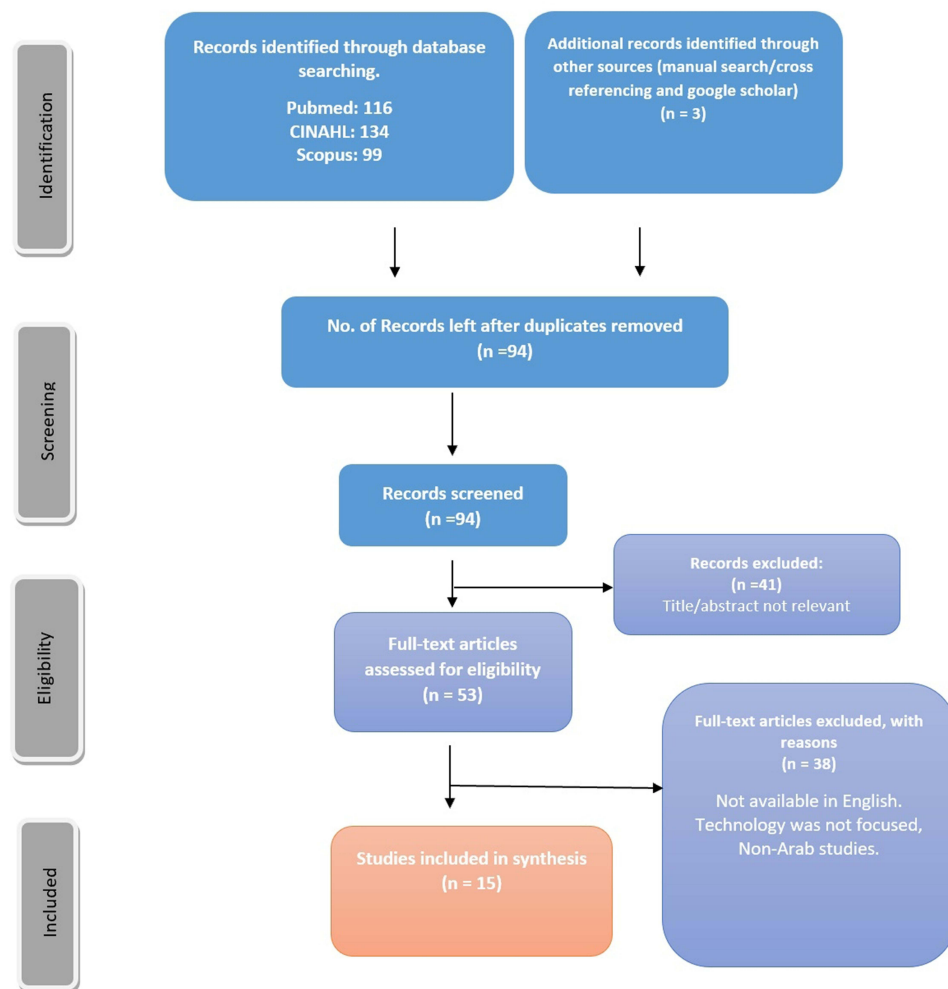 Identification
Records identified through database
searching.
Pubmed: 116
CINAHL: 134
Scopus: 99
Additional records identified through
other sources (manual search/cross
referencing and google scholar)
(n = 3)
Screening
No. of Records left after duplicates removed
(n =94)
Records screened
(n =94)
Records excluded:
(n =41)
Title/abstract not relevant
Eligibility
Full-text articles
assessed for eligibility
(n = 53)
Full-text articles excluded, with
reasons
(n = 38)
Not available in English.
Technology was not focused,
Non-Arab studies.
Included
Studies included in synthesis
(n = 15)